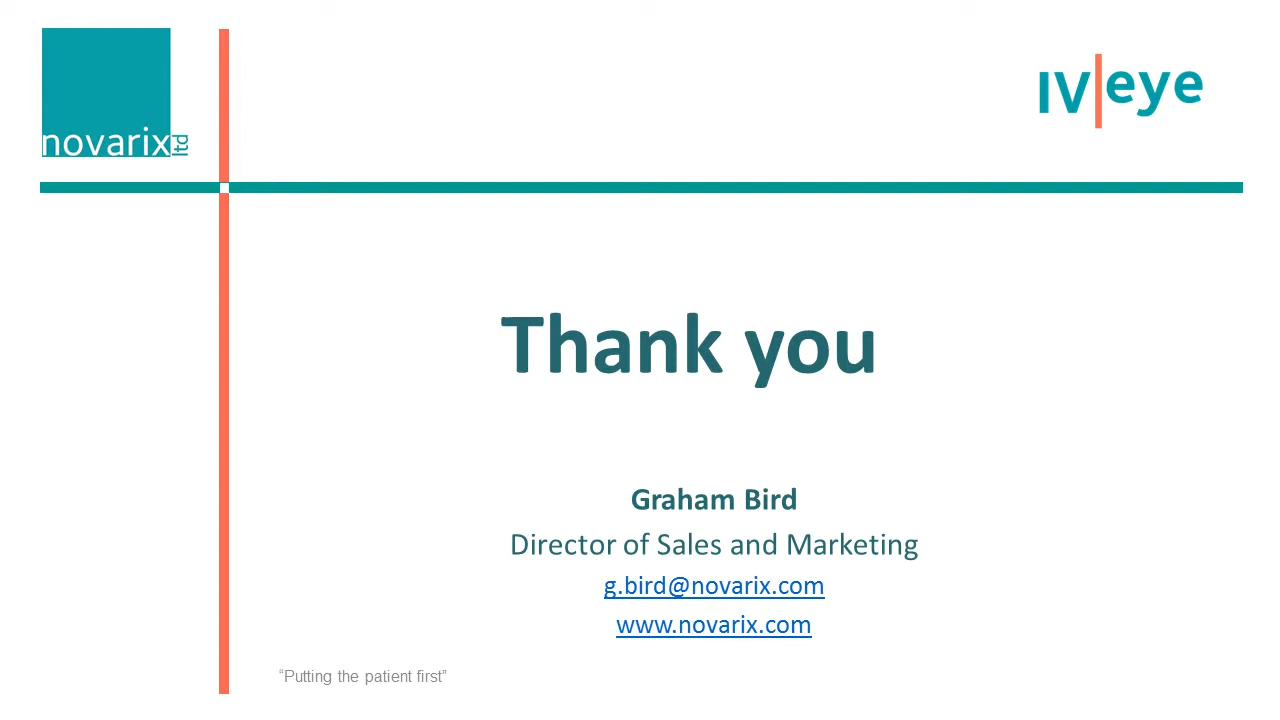 novarix ltd
IV|eye
Thank you
Graham Bird
Director of Sales and Marketing
g.bird@novarix.com
www.novarix.com
“Putting the patient first”